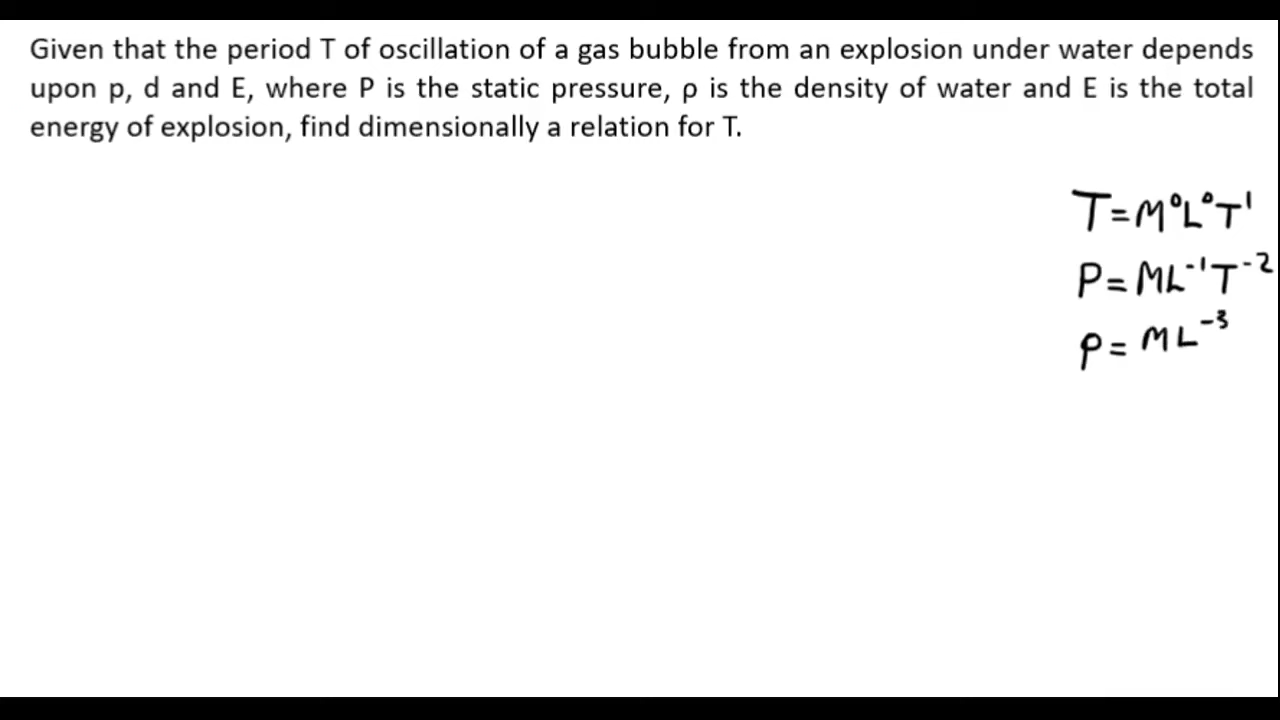 Given that the period T of oscillation of a gas bubble from an explosion under water depends
upon p, d and E, where P is the static pressure, ρ is the density of water and E is the total
energy of explosion, find dimensionally a relation for T.
T=M⁰L⁰T¹
P=ML⁻¹T⁻²
ρ=ML⁻³